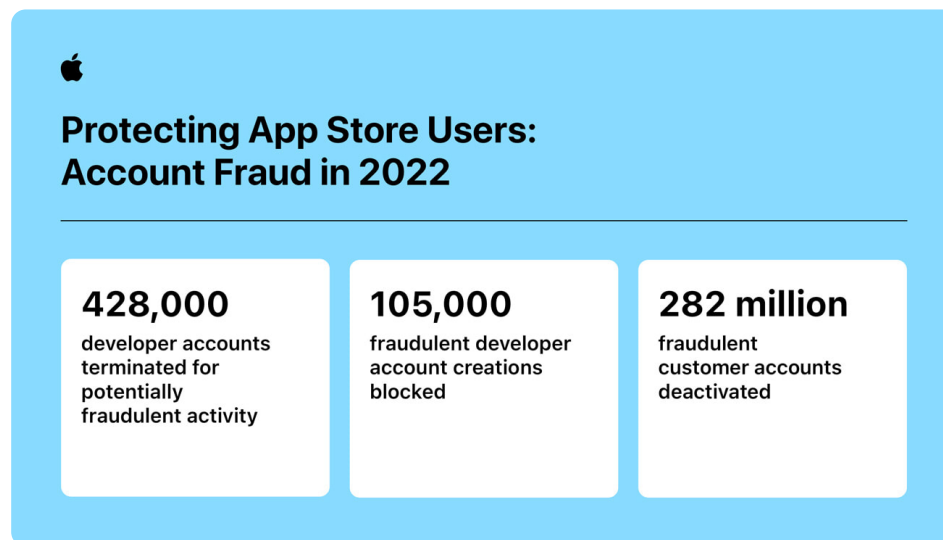 Protecting App Store Users:
Account Fraud in 2022
428,000
developer accounts
terminated for
potentially
fraudulent activity
105,000
fraudulent developer
account creations
blocked
282 million
fraudulent
customer accounts
deactivated